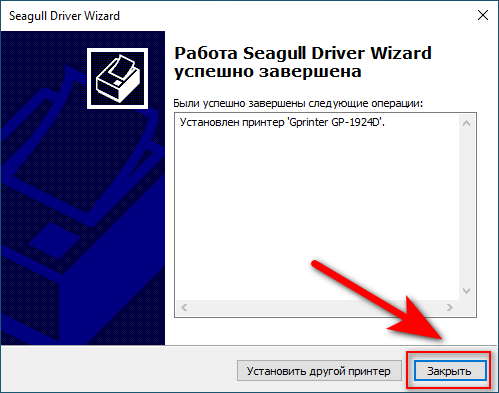 Seagull Driver Wizard
Работа Seagull Driver Wizard
успешно завершена
Были успешно завершены следующие операции:
Установлен принтер 'Gprinter GP-1924D'.
Установить другой принтер
Закрыть